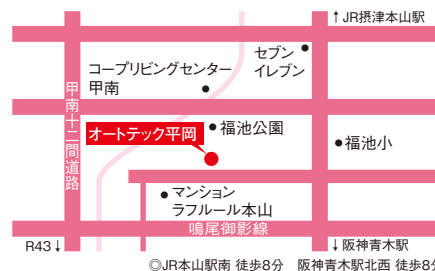 ↑JR摂津本山駅
セブン
イレブン
コープリビングセンター
甲南
甲南十二間道路
福池公園
オートテック平岡
福池小
マンション
ラフルール本山
鳴尾御影線
R43↓
↓阪神青木駅
◎JR本山駅南 徒歩8分　阪神青木駅北西 徒歩8分